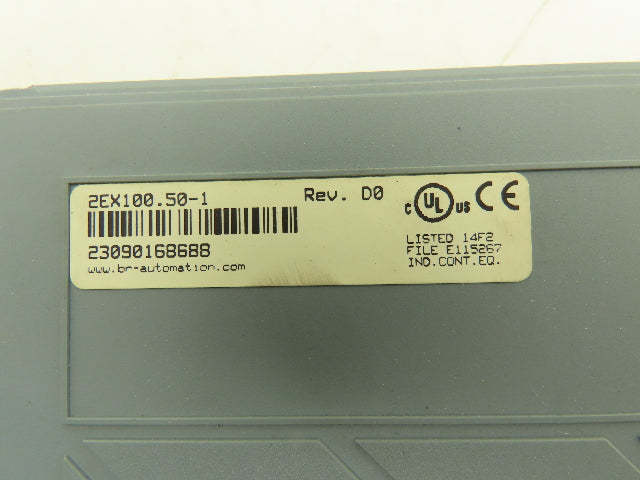 2EX100.50-1 Rev. D0
23090168688
www.br-automation.com
c UL US CE
LISTED 14F2
FILE E115267
IND.CONT.EQ.